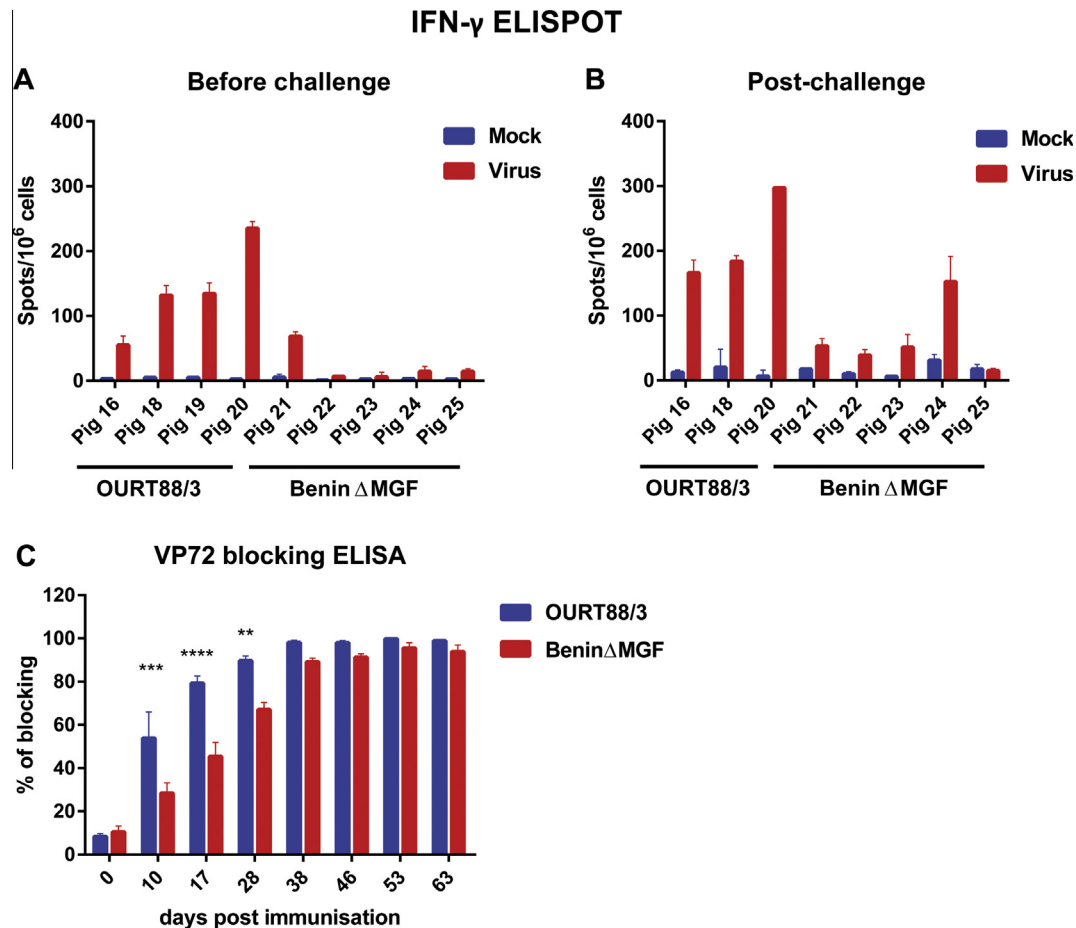 IFN-γ ELISPOT
A
Before challenge
400
300
200
100
0
Spots/10⁶ cells
Mock
Virus
Pig 16
Pig 18
Pig 19
Pig 20
Pig 21
Pig 22
Pig 23
Pig 24
Pig 25
OURT88/3
Benin ΔMGF
B
Post-challenge
400
300
200
100
0
Spots/10⁶ cells
Mock
Virus
Pig 16
Pig 18
Pig 20
Pig 21
Pig 22
Pig 23
Pig 24
Pig 25
OURT88/3
Benin ΔMGF
C
VP72 blocking ELISA
120
100
80
60
40
20
0
% of blocking
***
****
**
OURT88/3
BeninΔMGF
0
10
17
28
38
46
53
63
days post immunisation